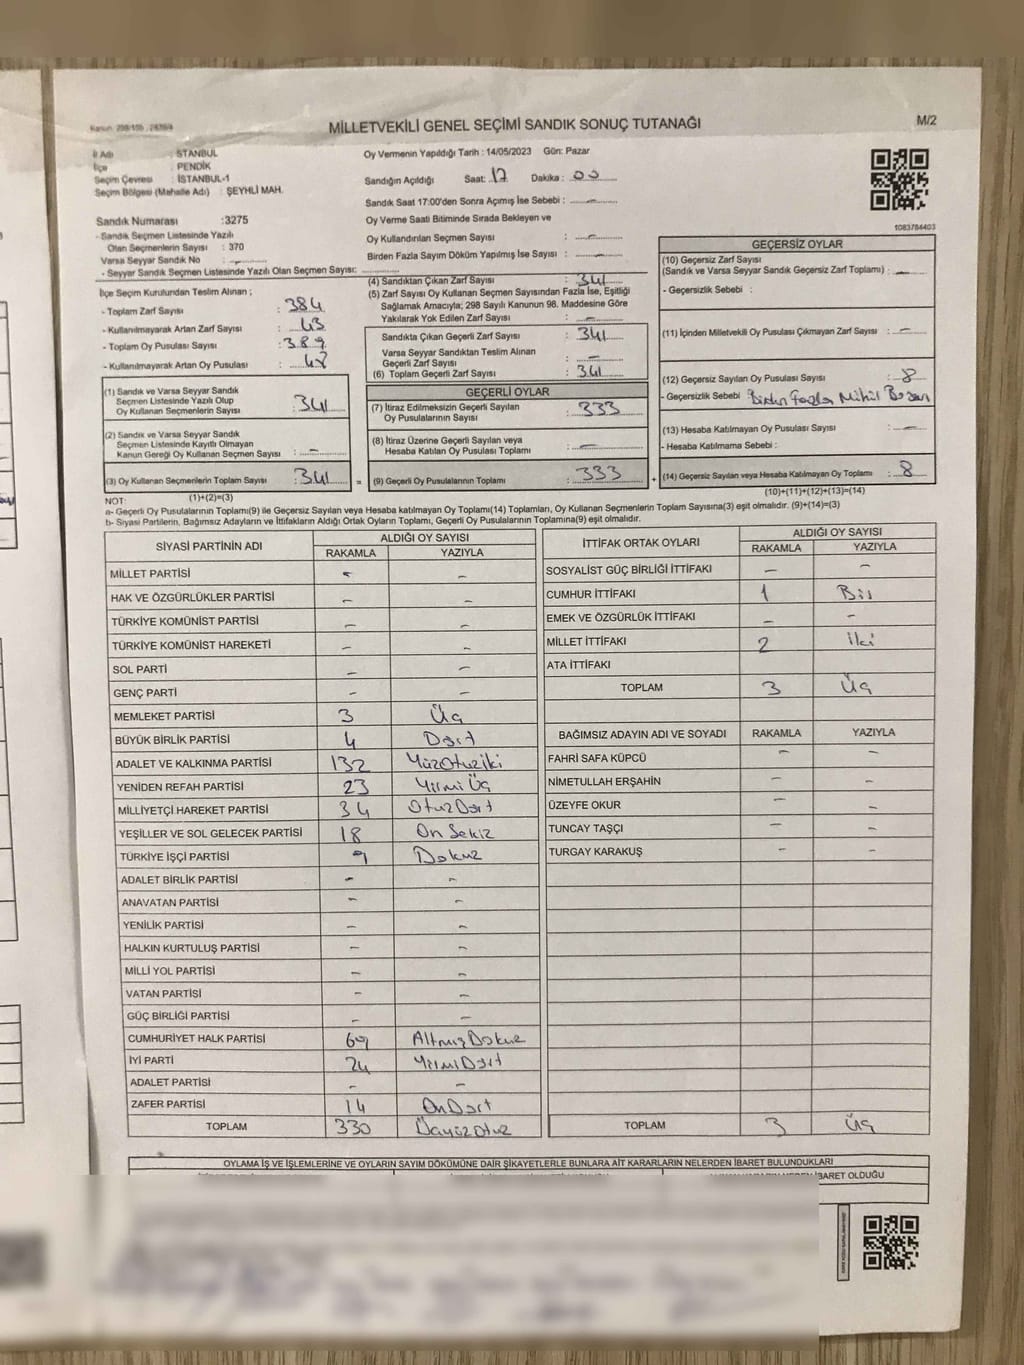 Kanun: 298/105 , 2839/4
MİLLETVEKİLİ GENEL SEÇİMİ SANDIK SONUÇ TUTANAĞI
M/2
İl Adı : İSTANBUL
İlçe : PENDİK
Seçim Çevresi : İSTANBUL-1
Seçim Bölgesi (Mahalle Adı) : ŞEYHLİ MAH.
Oy Vermenin Yapıldığı Tarih : 14/05/2023 Gün: Pazar
Sandığın Açıldığı Saat: 17 Dakika : 00
Sandık Saat 17:00'den Sonra Açımış İse Sebebi : —
Oy Verme Saati Bitiminde Sırada Bekleyen ve
Oy Kullandırılan Seçmen Sayısı : —
Birden Fazla Sayım Döküm Yapılmış İse Sayısı : —
1083784403
Sandık Numarası :3275
- Sandık Seçmen Listesinde Yazılı
Olan Seçmenlerin Sayısı : 370
Varsa Seyyar Sandık No : —
- Seyyar Sandık Seçmen Listesinde Yazılı Olan Seçmen Sayısı:
İlçe Seçim Kurulundan Teslim Alınan ;
- Toplam Zarf Sayısı : 384
- Kullanılmayarak Artan Zarf Sayısı : 43
- Toplam Oy Pusulası Sayısı : 389
- Kullanılmayarak Artan Oy Pusulası : 48
(1) Sandık ve Varsa Seyyar Sandık
Seçmen Listesinde Yazılı Olup
Oy Kullanan Seçmenlerin Sayısı : 341
(2) Sandık ve Varsa Seyyar Sandık
Seçmen Listesinde Kayıtlı Olmayan
Kanun Gereği Oy Kullanan Seçmen Sayısı : —
(3) Oy Kullanan Seçmenlerin Toplam Sayısı : 341
(1)+(2)=(3)
(4) Sandıktan Çıkan Zarf Sayısı : 341
(5) Zarf Sayısı Oy Kullanan Seçmen Sayısından Fazla İse, Eşitliği
Sağlamak Amacıyla; 298 Sayılı Kanunun 98. Maddesine Göre
Yakılarak Yok Edilen Zarf Sayısı : —
Sandıkta Çıkan Geçerli Zarf Sayısı : 341
Varsa Seyyar Sandıktan Teslim Alınan
Geçerli Zarf Sayısı : —
(6) Toplam Geçerli Zarf Sayısı : 341
GEÇERLİ OYLAR
(7) İtiraz Edilmeksizin Geçerli Sayılan
Oy Pusulalarının Sayısı : 333
(8) İtiraz Üzerine Geçerli Sayılan veya
Hesaba Katılan Oy Pusulası Toplamı : —
= (9) Geçerli Oy Pusulalarının Toplamı : 333 +
GEÇERSİZ OYLAR
(10) Geçersiz Zarf Sayısı
(Sandık ve Varsa Seyyar Sandık Geçersiz Zarf Toplamı) : —
- Geçersizlik Sebebi :
(11) İçinden Milletvekili Oy Pusulası Çıkmayan Zarf Sayısı : —
(12) Geçersiz Sayılan Oy Pusulası Sayısı : 8
- Geçersizlik Sebebi : Birden Fazla Mühür Basan
(13) Hesaba Katılmayan Oy Pusulası Sayısı : —
- Hesaba Katılmama Sebebi :
(14) Geçersiz Sayılan veya Hesaba Katılmayan Oy Toplamı : 8
(10)+(11)+(12)+(13)=(14)
NOT:
a- Geçerli Oy Pusulalarının Toplamı(9) ile Geçersiz Sayılan veya Hesaba katılmayan Oy Toplamı(14) Toplamları, Oy Kullanan Seçmenlerin Toplam Sayısına(3) eşit olmalıdır. (9)+(14)=(3)
b- Siyasi Partilerin, Bağımsız Adayların ve İttifakların Aldığı Ortak Oyların Toplamı, Geçerli Oy Pusulalarının Toplamına(9) eşit olmalıdır.
SİYASİ PARTİNİN ADI
ALDIĞI OY SAYISI
RAKAMLA YAZIYLA
MİLLET PARTİSİ - -
HAK VE ÖZGÜRLÜKLER PARTİSİ - -
TÜRKİYE KOMÜNİST PARTİSİ - -
TÜRKİYE KOMÜNİST HAREKETİ - -
SOL PARTİ - -
GENÇ PARTİ - -
MEMLEKET PARTİSİ 3 Üç
BÜYÜK BİRLİK PARTİSİ 4 Dört
ADALET VE KALKINMA PARTİSİ 132 YüzOtuziki
YENİDEN REFAH PARTİSİ 23 Yirmi Üç
MİLLİYETÇİ HAREKET PARTİSİ 34 OtuzDört
YEŞİLLER VE SOL GELECEK PARTİSİ 18 On Sekiz
TÜRKİYE İŞÇİ PARTİSİ 9 Dokuz
ADALET BİRLİK PARTİSİ - -
ANAVATAN PARTİSİ - -
YENİLİK PARTİSİ - -
HALKIN KURTULUŞ PARTİSİ - -
MİLLİ YOL PARTİSİ - -
VATAN PARTİSİ - -
GÜÇ BİRLİĞİ PARTİSİ - -
CUMHURİYET HALK PARTİSİ 69 AltmışDokuz
İYİ PARTİ 24 YirmiDört
ADALET PARTİSİ - -
ZAFER PARTİSİ 14 OnDört
TOPLAM 330 ÜçyüzOtuz
İTTİFAK ORTAK OYLARI
ALDIĞI OY SAYISI
RAKAMLA YAZIYLA
SOSYALİST GÜÇ BİRLİĞİ İTTİFAKI - -
CUMHUR İTTİFAKI 1 Bir
EMEK VE ÖZGÜRLÜK İTTİFAKI - -
MİLLET İTTİFAKI 2 İki
ATA İTTİFAKI
TOPLAM 3 Üç
BAĞIMSIZ ADAYIN ADI VE SOYADI RAKAMLA YAZIYLA
FAHRİ SAFA KÜPCÜ - -
NİMETULLAH ERŞAHİN - -
ÜZEYFE OKUR - -
TUNCAY TAŞÇI - -
TURGAY KARAKUŞ - -
TOPLAM 3 Üç
OYLAMA İŞ VE İŞLEMLERİNE VE OYLARIN SAYIM DÖKÜMÜNE DAİR ŞİKAYETLERLE BUNLARA AİT KARARLARIN NELERDEN İBARET BULUNDUKLARI
İBARET OLDUĞU